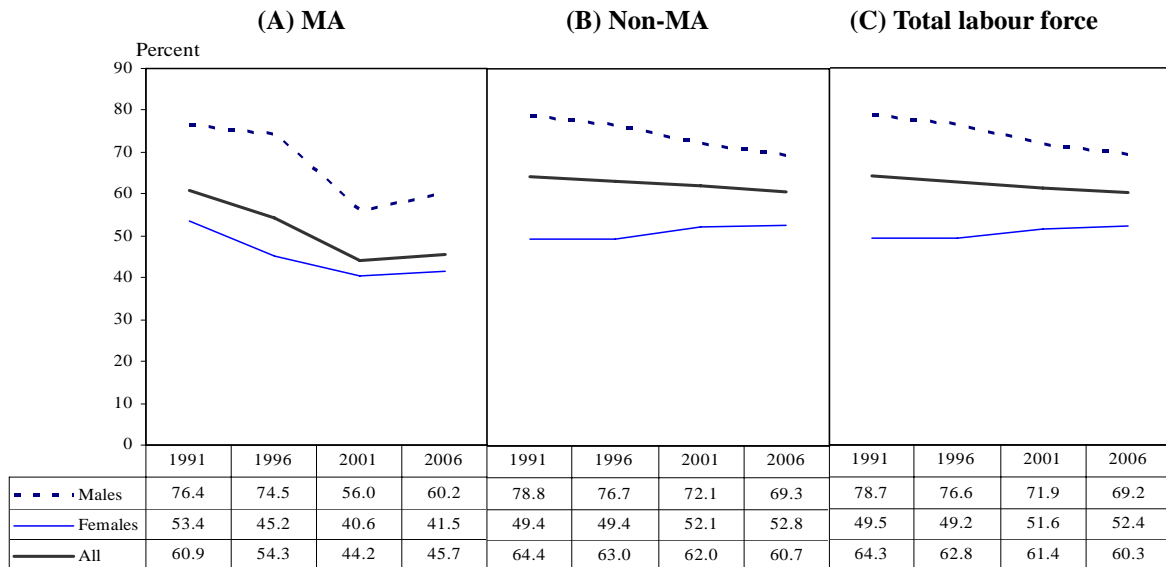 (A) MA (B) Non-MA (C) Total labour force
Percent
90
80
70
60
50
40
30
20
10
0
1991 1996 2001 2006 1991 1996 2001 2006 1991 1996 2001 2006
Males 76.4 74.5 56.0 60.2 78.8 76.7 72.1 69.3 78.7 76.6 71.9 69.2
Females 53.4 45.2 40.6 41.5 49.4 49.4 52.1 52.8 49.5 49.2 51.6 52.4
All 60.9 54.3 44.2 45.7 64.4 63.0 62.0 60.7 64.3 62.8 61.4 60.3